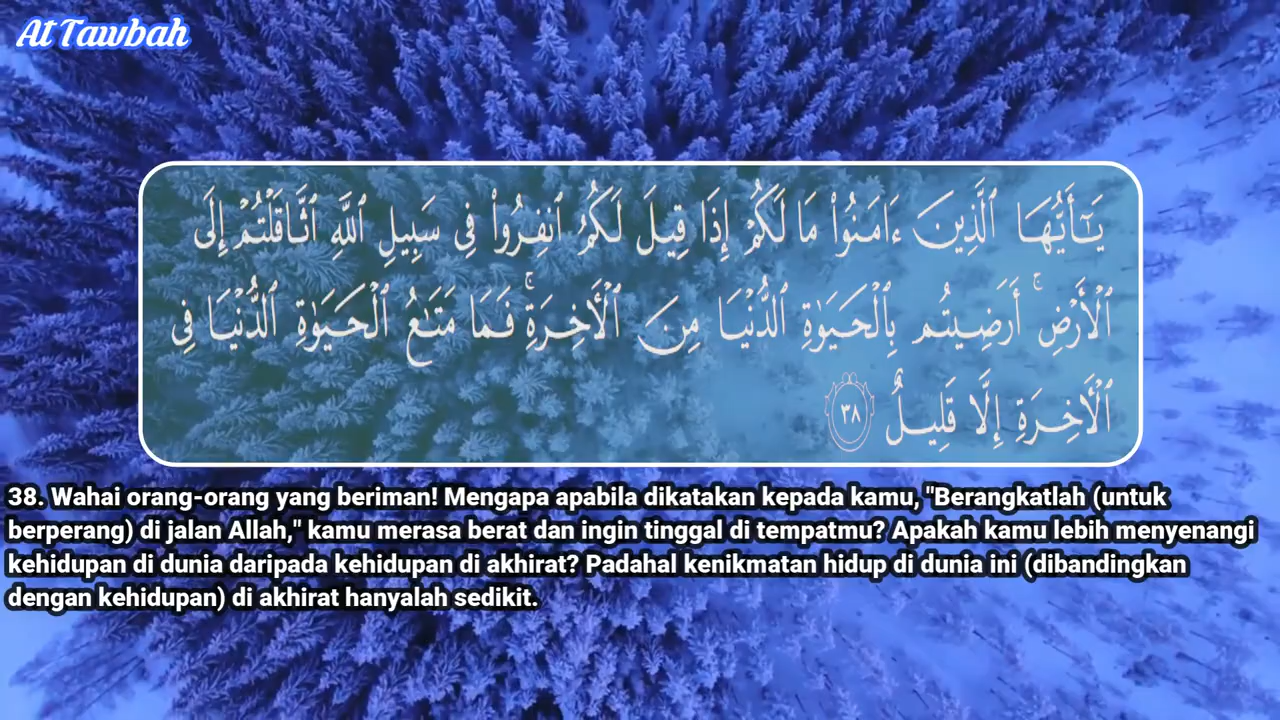 At Tawbah
يَـٰٓأَيُّهَا ٱلَّذِينَ ءَامَنُوا۟ مَا لَكُمْ إِذَا قِيلَ لَكُمُ ٱنفِرُوا۟ فِى سَبِيلِ ٱللَّهِ ٱثَّاقَلْتُمْ إِلَى
ٱلْأَرْضِ ۚ أَرَضِيتُم بِٱلْحَيَوٰةِ ٱلدُّنْيَا مِنَ ٱلْـَٔاخِرَةِ ۚ فَمَا مَتَـٰعُ ٱلْحَيَوٰةِ ٱلدُّنْيَا فِى
ٱلْـَٔاخِرَةِ إِلَّا قَلِيلٌ ٣٨
38. Wahai orang-orang yang beriman! Mengapa apabila dikatakan kepada kamu, "Berangkatlah (untuk
berperang) di jalan Allah," kamu merasa berat dan ingin tinggal di tempatmu? Apakah kamu lebih menyenangi
kehidupan di dunia daripada kehidupan di akhirat? Padahal kenikmatan hidup di dunia ini (dibandingkan
dengan kehidupan) di akhirat hanyalah sedikit.